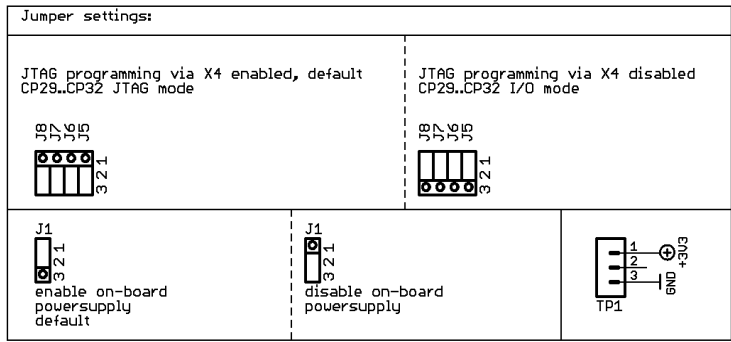 Jumper settings:
JTAG programming via X4 enabled, default
CP29..CP32 JTAG mode
J8 J7 J6 J5
3 2 1
JTAG programming via X4 disabled
CP29..CP32 I/O mode
J8 J7 J6 J5
3 2 1
J1
3 2 1
enable on-board
powersupply
default
J1
3 2 1
disable on-board
powersupply
1
2
3
+3V3
GND
TP1